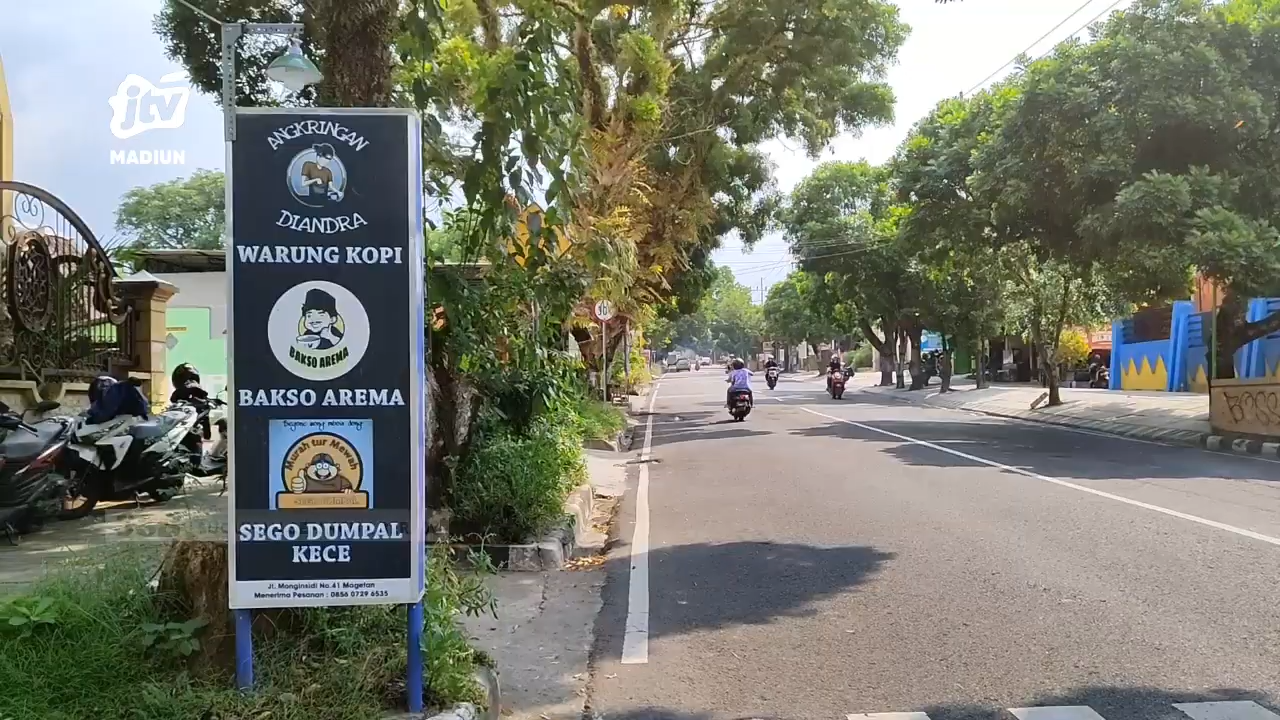 jtv
MADIUN
ANGKRINGAN
DIANDRA
WARUNG KOPI
BAKSO AREMA
BAKSO AREMA
Murah tur Mewah
SEGO DUMPAL
KECE
Jl. Monginsidi No.41 Magetan
Menerima Pesanan : 0856 0729 6535